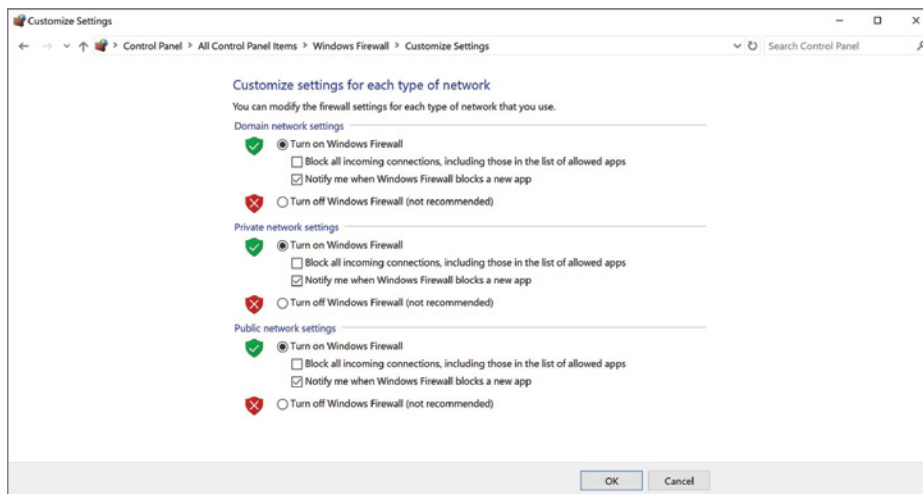 Customize Settings
Control Panel > All Control Panel Items > Windows Firewall > Customize Settings
Search Control Panel
Customize settings for each type of network
You can modify the firewall settings for each type of network that you use.
Domain network settings
Turn on Windows Firewall
Block all incoming connections, including those in the list of allowed apps
Notify me when Windows Firewall blocks a new app
Turn off Windows Firewall (not recommended)
Private network settings
Turn on Windows Firewall
Block all incoming connections, including those in the list of allowed apps
Notify me when Windows Firewall blocks a new app
Turn off Windows Firewall (not recommended)
Public network settings
Turn on Windows Firewall
Block all incoming connections, including those in the list of allowed apps
Notify me when Windows Firewall blocks a new app
Turn off Windows Firewall (not recommended)
OK Cancel